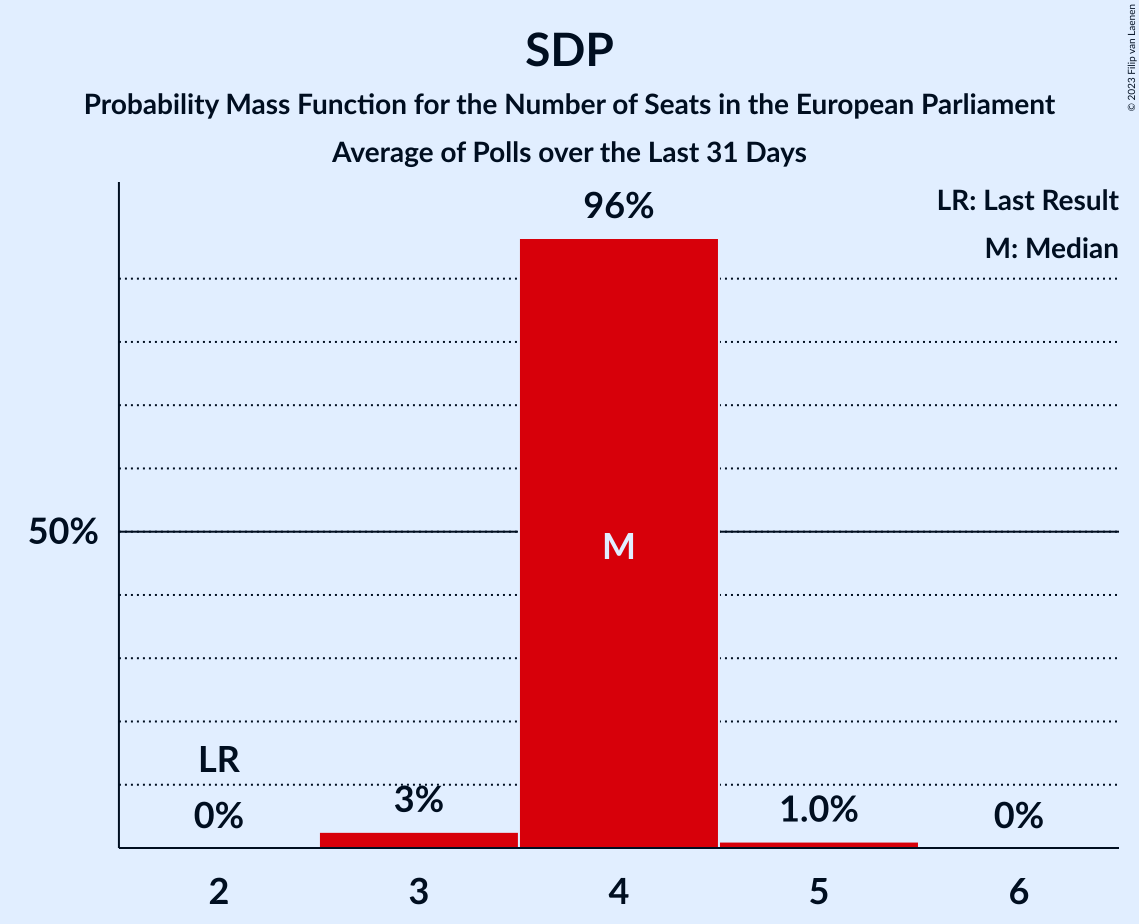 SDP
Probability Mass Function for the Number of Seats in the European Parliament
Average of Polls over the Last 31 Days
© 2023 Filip van Laenen
LR: Last Result
M: Median
96%
50%
M
LR
0%
3%
1.0%
0%
2 3 4 5 6